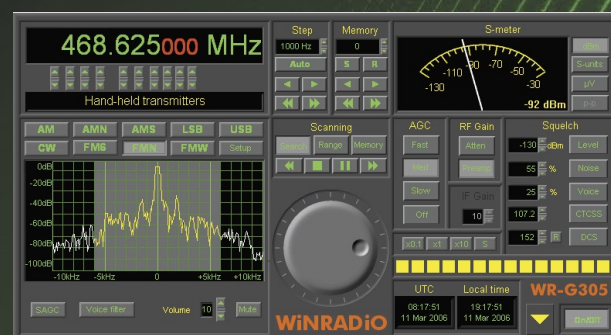 468.625000 MHz
Hand-held transmitters
Step
1000 Hz
Auto
Memory
0
S R
S-meter
-130 -110 -90 -70 -50 -30
-92 dBm
dBm
S-units
µV
AM AMN AMS LSB USB
CW FM6 FMN FMW Setup
0dB
-20dB
-40dB
-60dB
-80dB
-100dB
-10kHz -5kHz 0 +5kHz +10kHz
SAGC Voice filter Volume 10 Mute
Scanning
Search Range Memory
WiNRADiO
AGC
Fast
Med
Slow
Off
RF Gain
Atten
Preamp
IF Gain
10
x0.1 x1 x10 S
Squelch
-130 dBm Level
55 % Noise
25 % Voice
107.2 CTCSS
152 R DCS
UTC
08:17:51
11 Mar 2006
Local time
19:17:51
11 Mar 2006
WR-G305
On/Off